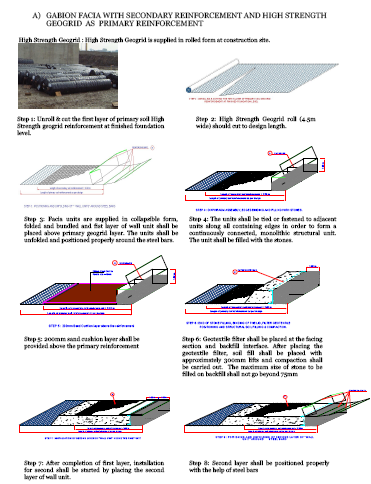 A) GABION FACIA WITH SECONDARY REINFORCEMENT AND HIGH STRENGTH
GEOGRID AS PRIMARY REINFORCEMENT
High Strength Geogrid : High Strength Geogrid is supplied in rolled form at construction site.
Step 1: Unroll & cut the first layer of primary soil High
Strength geogrid reinforcement at finished foundation
level.
Step 2: High Strength Geogrid roll (4.5m
wide) should cut to design length.
Step 3: Facia units are supplied in collapsible form,
folded and bundled and fist layer of wall unit shall be
placed above primary geogrid layer. The units shall be
unfolded and positioned properly around the steel bars.
Step 4: The units shall be tied or fastened to adjacent
units along all containing edges in order to form a
continuously connected, monolithic structural unit.
The unit shall be filled with the stones.
Step 5: 200mm sand cushion layer shall be
provided above the primary reinforcement
Step 6: Geotextile filter shall be placed at the facing
section and backfill interface. After placing the
geotextile filter, soil fill shall be placed with
approximately 300mm lifts and compaction shall
be carried out. The maximum size of stone to be
filled on backfill shall not go beyond 75mm
Step 7: After completion of first layer, installation
for second shall be started by placing the second
layer of wall unit.
Step 8: Second layer shall be positioned properly
with the help of steel bars